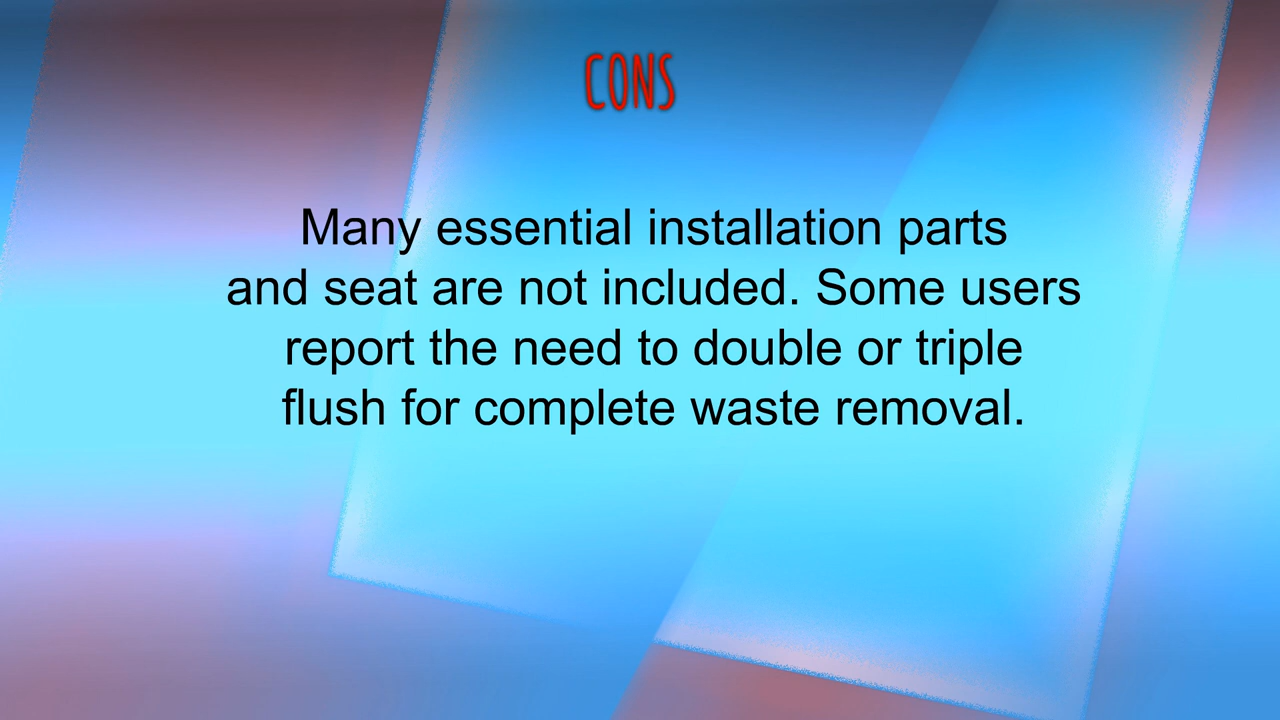 CONS
Many essential installation parts
and seat are not included. Some users
report the need to double or triple
flush for complete waste removal.